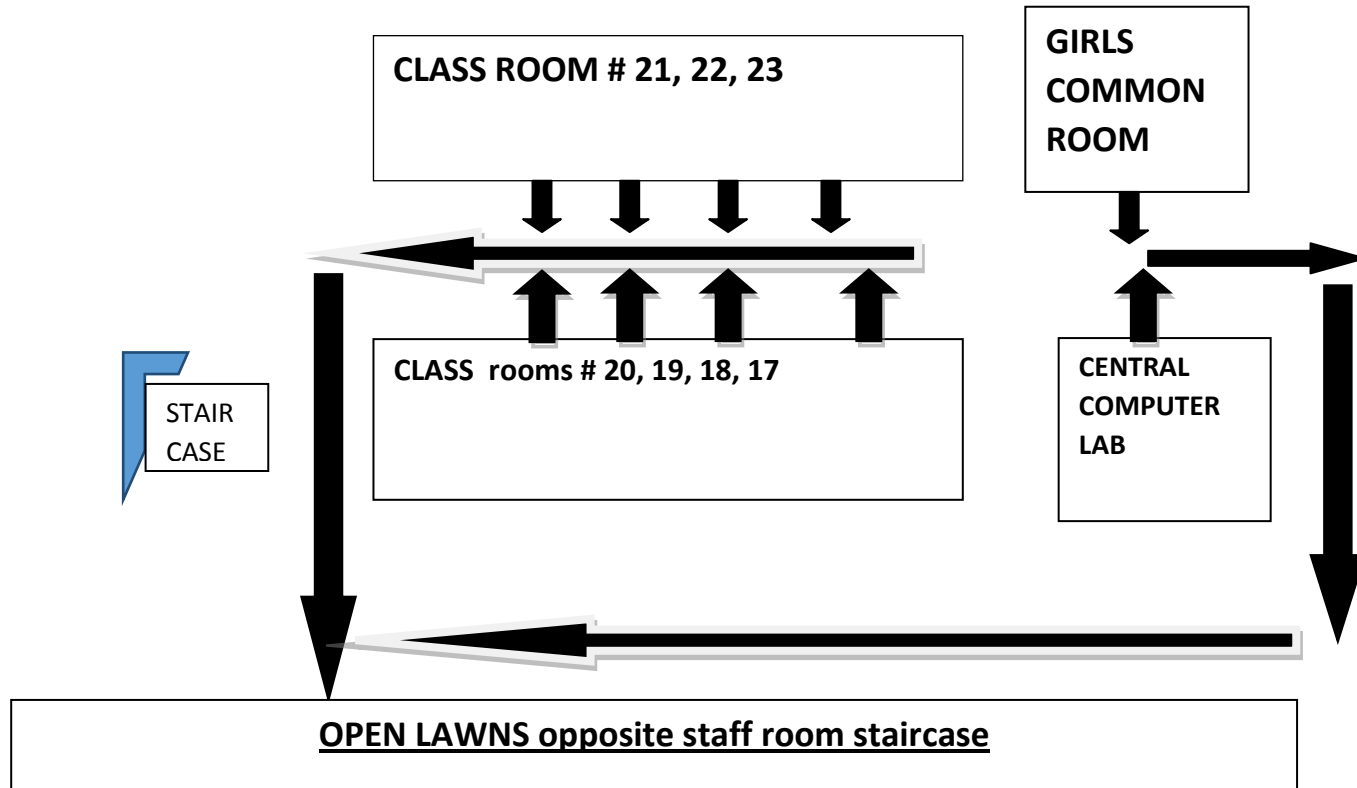 CLASS ROOM # 21, 22, 23
GIRLS
COMMON
ROOM
CLASS rooms # 20, 19, 18, 17
CENTRAL
COMPUTER
LAB
STAIR
CASE
OPEN LAWNS opposite staff room staircase